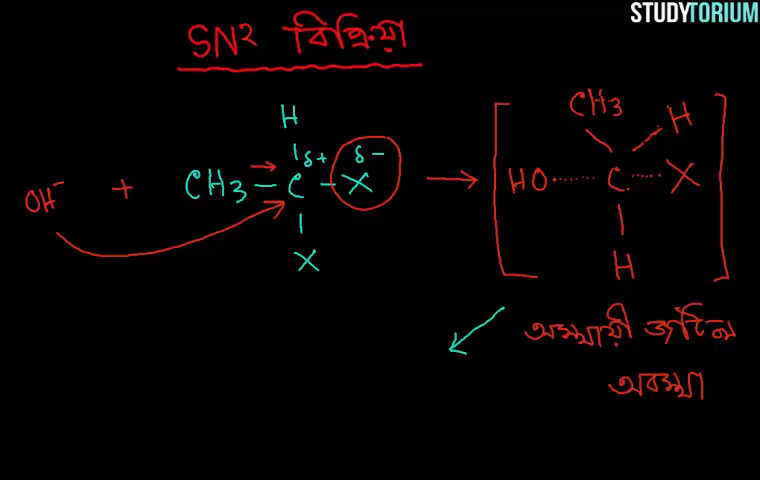 STUDYTORIUM
SN2 বিক্রিয়া
H
δ+ δ-
OH- + CH3 - C - X
X
CH3 H
HO C X
H
অস্থায়ী জটিল
অবস্থা